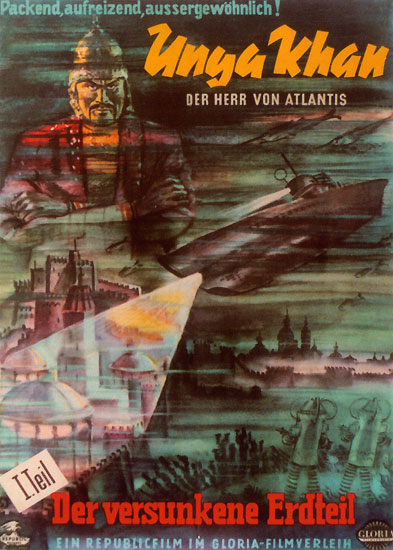 Packend, aufreizend, aussergewöhnlich!
Unga Khan
DER HERR VON ATLANTIS
I. Teil
Der versunkene Erdteil
REPUBLIC
EIN REPUBLICFILM IM GLORIA-FILMVERLEIH
GLORIA